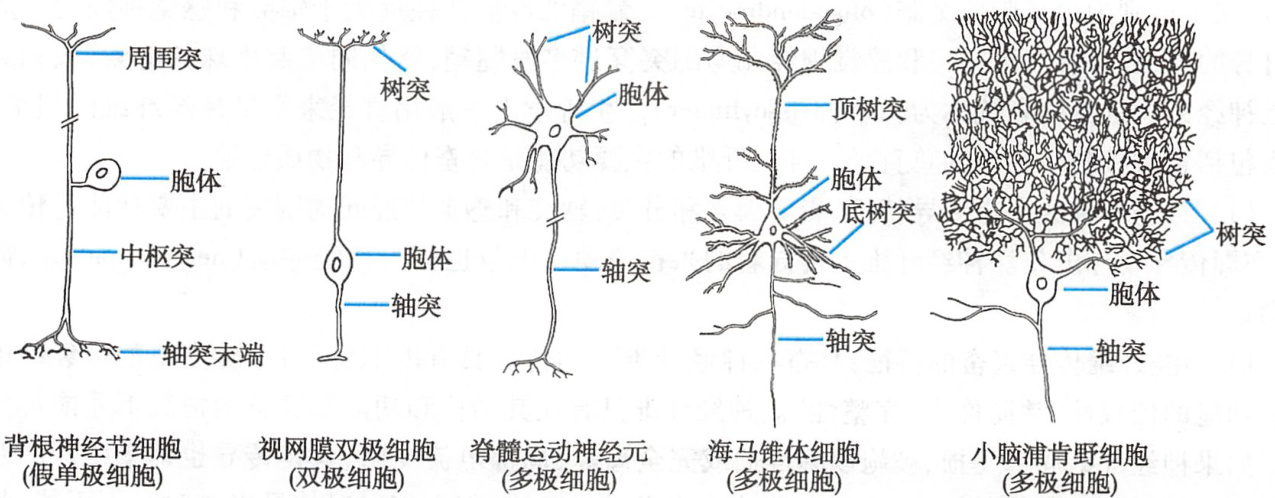 周围突
胞体
中枢突
轴突末端
背根神经节细胞
(假单极细胞)
树突
胞体
轴突
视网膜双极细胞
(双极细胞)
树突
胞体
轴突
脊髓运动神经元
(多极细胞)
顶树突
胞体
底树突
轴突
海马锥体细胞
(多极细胞)
树突
胞体
轴突
小脑浦肯野细胞
(多极细胞)